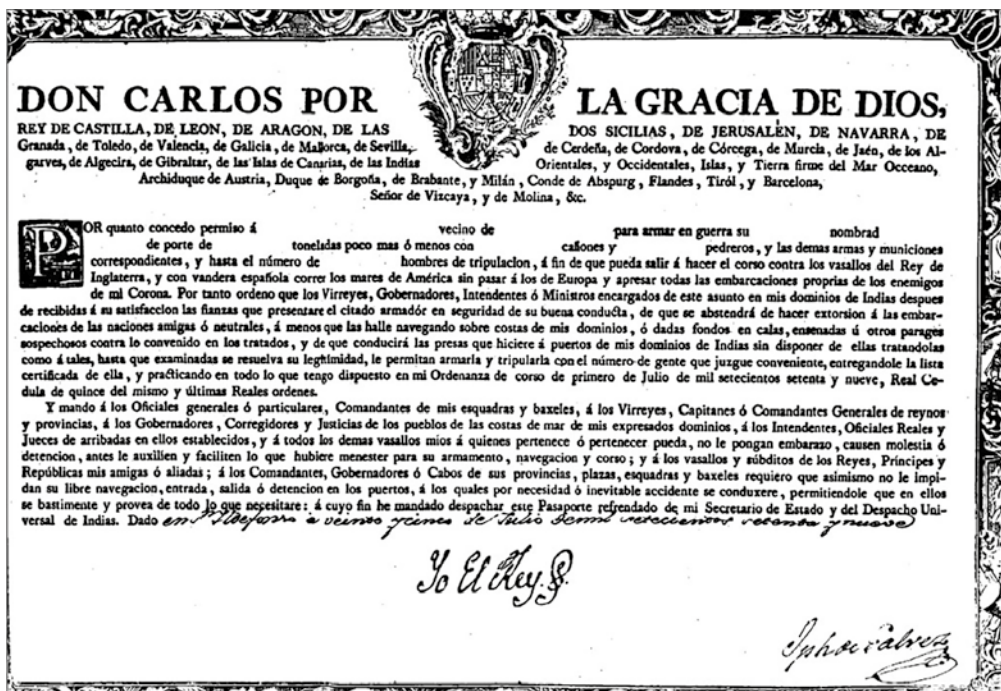 DON CARLOS POR LA GRACIA DE DIOS,
REY DE CASTILLA, DE LEON, DE ARAGON, DE LAS DOS SICILIAS, DE JERUSALÈN, DE NAVARRA, DE
Granada, de Toledo, de Valencia, de Galicia, de Mallorca, de Sevilla, de Cerdeña, de Cordova, de Córcega, de Murcia, de Jaén, de los Al-
garves, de Algecira, de Gibraltar, de las Islas de Canarias, de las Indias Orientales, y Occidentales, Islas, y Tierra firme del Mar Occeano,
Archiduque de Austria, Duque de Borgoña, de Brabante, y Milán, Conde de Abspurg, Flandes, Tiról, y Barcelona,
Señor de Vizcaya, y de Molina, &c.
POR quanto concedo permiso á vecino de para armar en guerra su nombrad
de porte de toneladas poco mas ó menos con cañones y pedreros, y las demas armas y municiones
correspondientes, y hasta el número de hombres de tripulacion, á fin de que pueda salir á hacer el corso contra los vasallos del Rey de
Inglaterra, y con vandera española correr los mares de América sin pasar á los de Europa y apresar todas las embarcaciones proprias de los enemigos
de mi Corona. Por tanto ordeno que los Virreyes, Gobernadores, Intendentes ó Ministros encargados de este asunto en mis dominios de Indias despues
de recibidas á su satisfaccion las fianzas que presentare el citado armadór en seguridad de su buena conducta, de que se abstendrá de hacer extorsion á las embar-
caciones de las naciones amigas ó neutrales, á menos que las halle navegando sobre costas de mis dominios, ó dadas fondos en calas, ensenadas ú otros parages
sospechosos contra lo convenido en los tratados, y de que conducirá las presas que hiciere á puertos de mis dominios de Indias sin disponer de ellas tratandolas
como á tales, hasta que examinadas se resuelva su legitimidad, le permitan armarla y tripularla con el número de gente que juzgue conveniente, entregandole la lista
certificada de ella, y practicando en todo lo que tengo dispuesto en mi Ordenanza de corso de primero de Julio de mil setecientos setenta y nueve, Real Ce-
dula de quince del mismo y últimas Reales ordenes.
Y mando á los Oficiales generales ó particulares, Comandantes de mis esquadras y baxeles, á los Virreyes, Capitanes ó Comandantes Generales de reynos
y provincias, á los Gobernadores, Corregidores y Justicias de los pueblos de las costas de mar de mis expresados dominios, á los Intendentes, Oficiales Reales y
Jueces de arribadas en ellos establecidos, y á todos los demas vasallos mios á quienes pertenece ó pertenecer pueda, no le pongan embarazo, causen molestia ó
detencion, antes le auxilien y faciliten lo que hubiere menester para su armamento, navegacion y corso; y á los vasallos y súbditos de los Reyes, Príncipes y
Repúblicas mis amigas ó aliadas; á los Comandantes, Gobernadores ó Cabos de sus provincias, plazas, esquadras y baxeles requiero que asimismo no le impi-
dan su libre navegacion, entrada, salida ó detencion en los puertos, á los quales por necesidad ó inevitable accidente se conduxere, permitiendole que en ellos
se bastimente y provea de todo lo que necesitare: á cuyo fin he mandado despachar este Pasaporte refrendado de mi Secretario de Estado y del Despacho Uni-
versal de Indias. Dado en Sn Ildefonso a veinte y cinco de Julio de mil setecientos setenta y nueve
Yo El Rey
Jph de Galvez